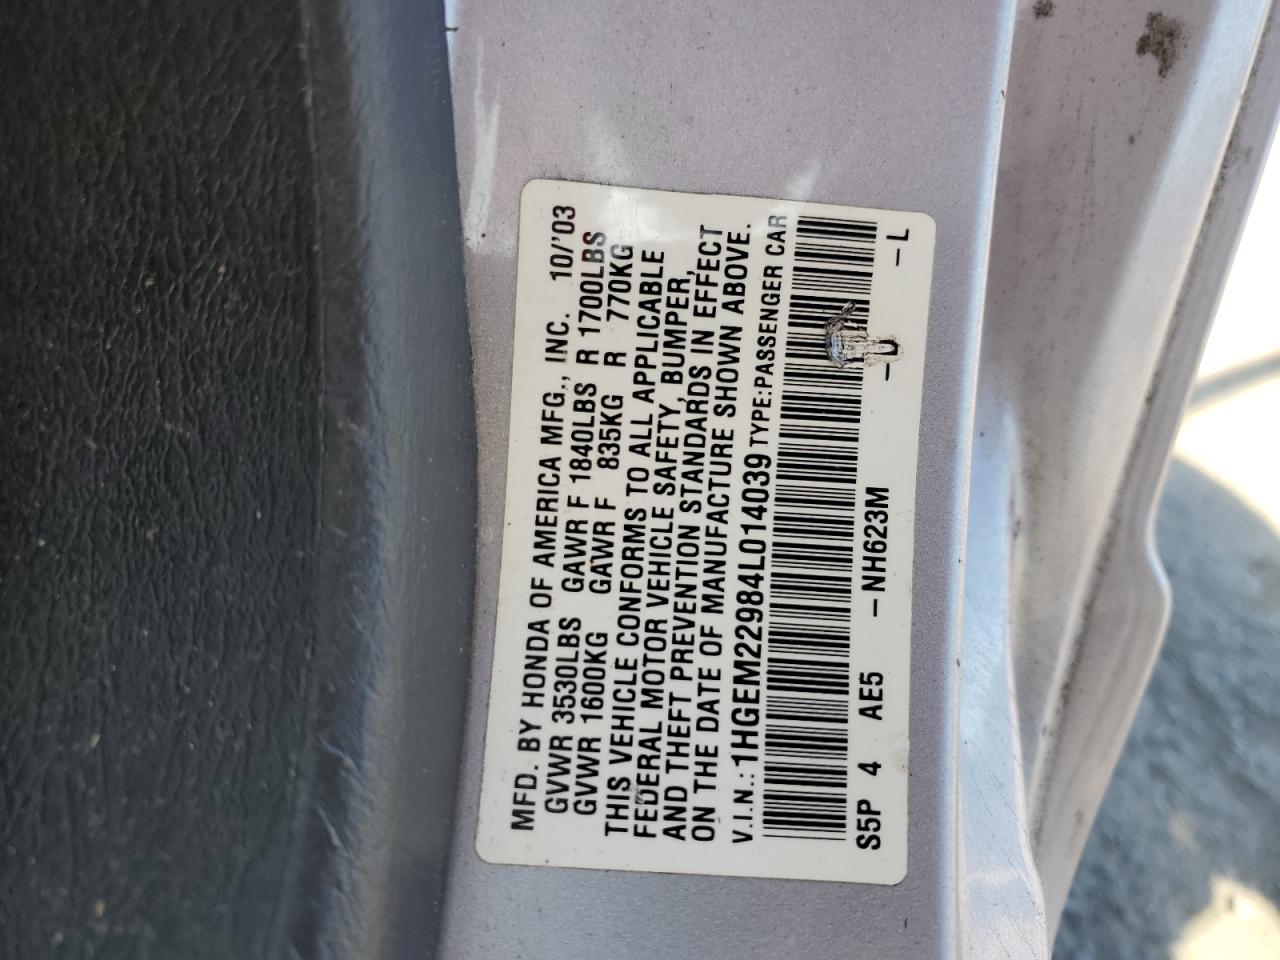 MFD. BY HONDA OF AMERICA MFG., INC. 10/'03
GVWR 3530LBS GAWR F 1840LBS R 1700LBS
GVWR 1600KG GAWR F 835KG R 770KG
THIS VEHICLE CONFORMS TO ALL APPLICABLE
FEDERAL MOTOR VEHICLE SAFETY, BUMPER,
AND THEFT PREVENTION STANDARDS IN EFFECT
ON THE DATE OF MANUFACTURE SHOWN ABOVE.
V.I.N.: 1HGEM22984L014039 TYPE:PASSENGER CAR
S5P 4 AE5 – NH623M – – L